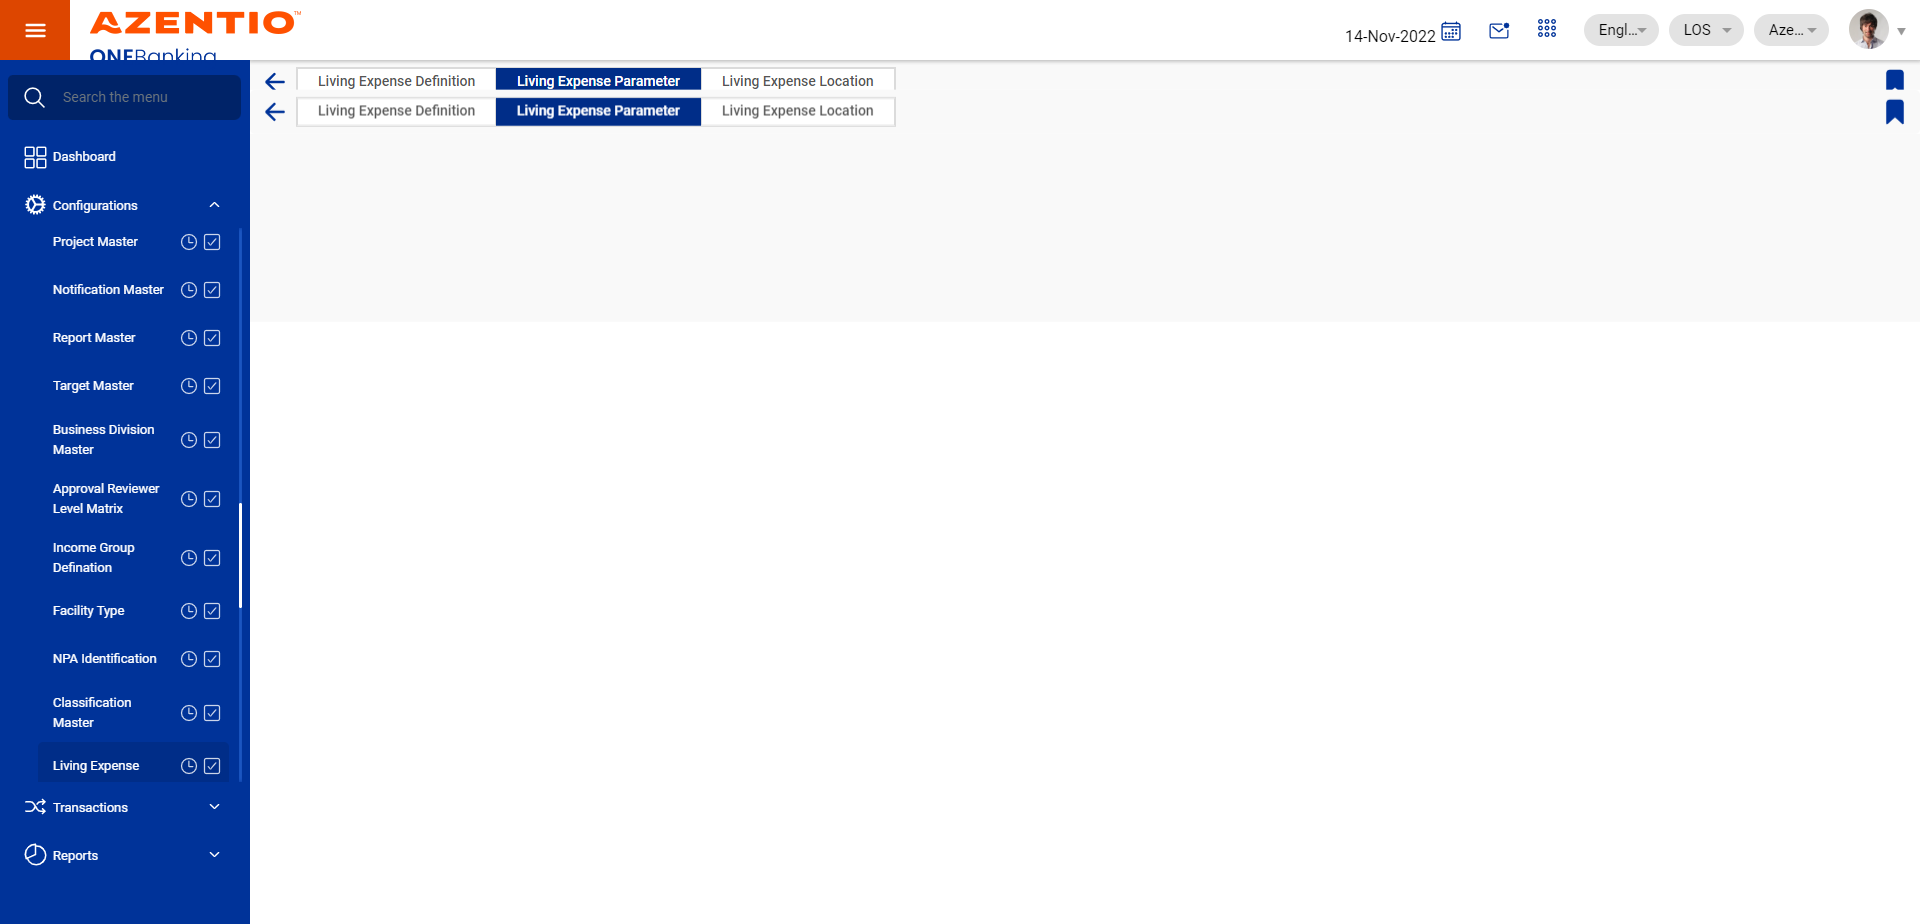 AZENTIO™
ONEBanking
14-Nov-2022
Engl...
LOS
Aze...
Search the menu
Living Expense Definition
Living Expense Parameter
Living Expense Location
Living Expense Definition
Living Expense Parameter
Living Expense Location
Dashboard
Configurations
Project Master
Notification Master
Report Master
Target Master
Business Division
Master
Approval Reviewer
Level Matrix
Income Group
Defination
Facility Type
NPA Identification
Classification
Master
Living Expense
Transactions
Reports